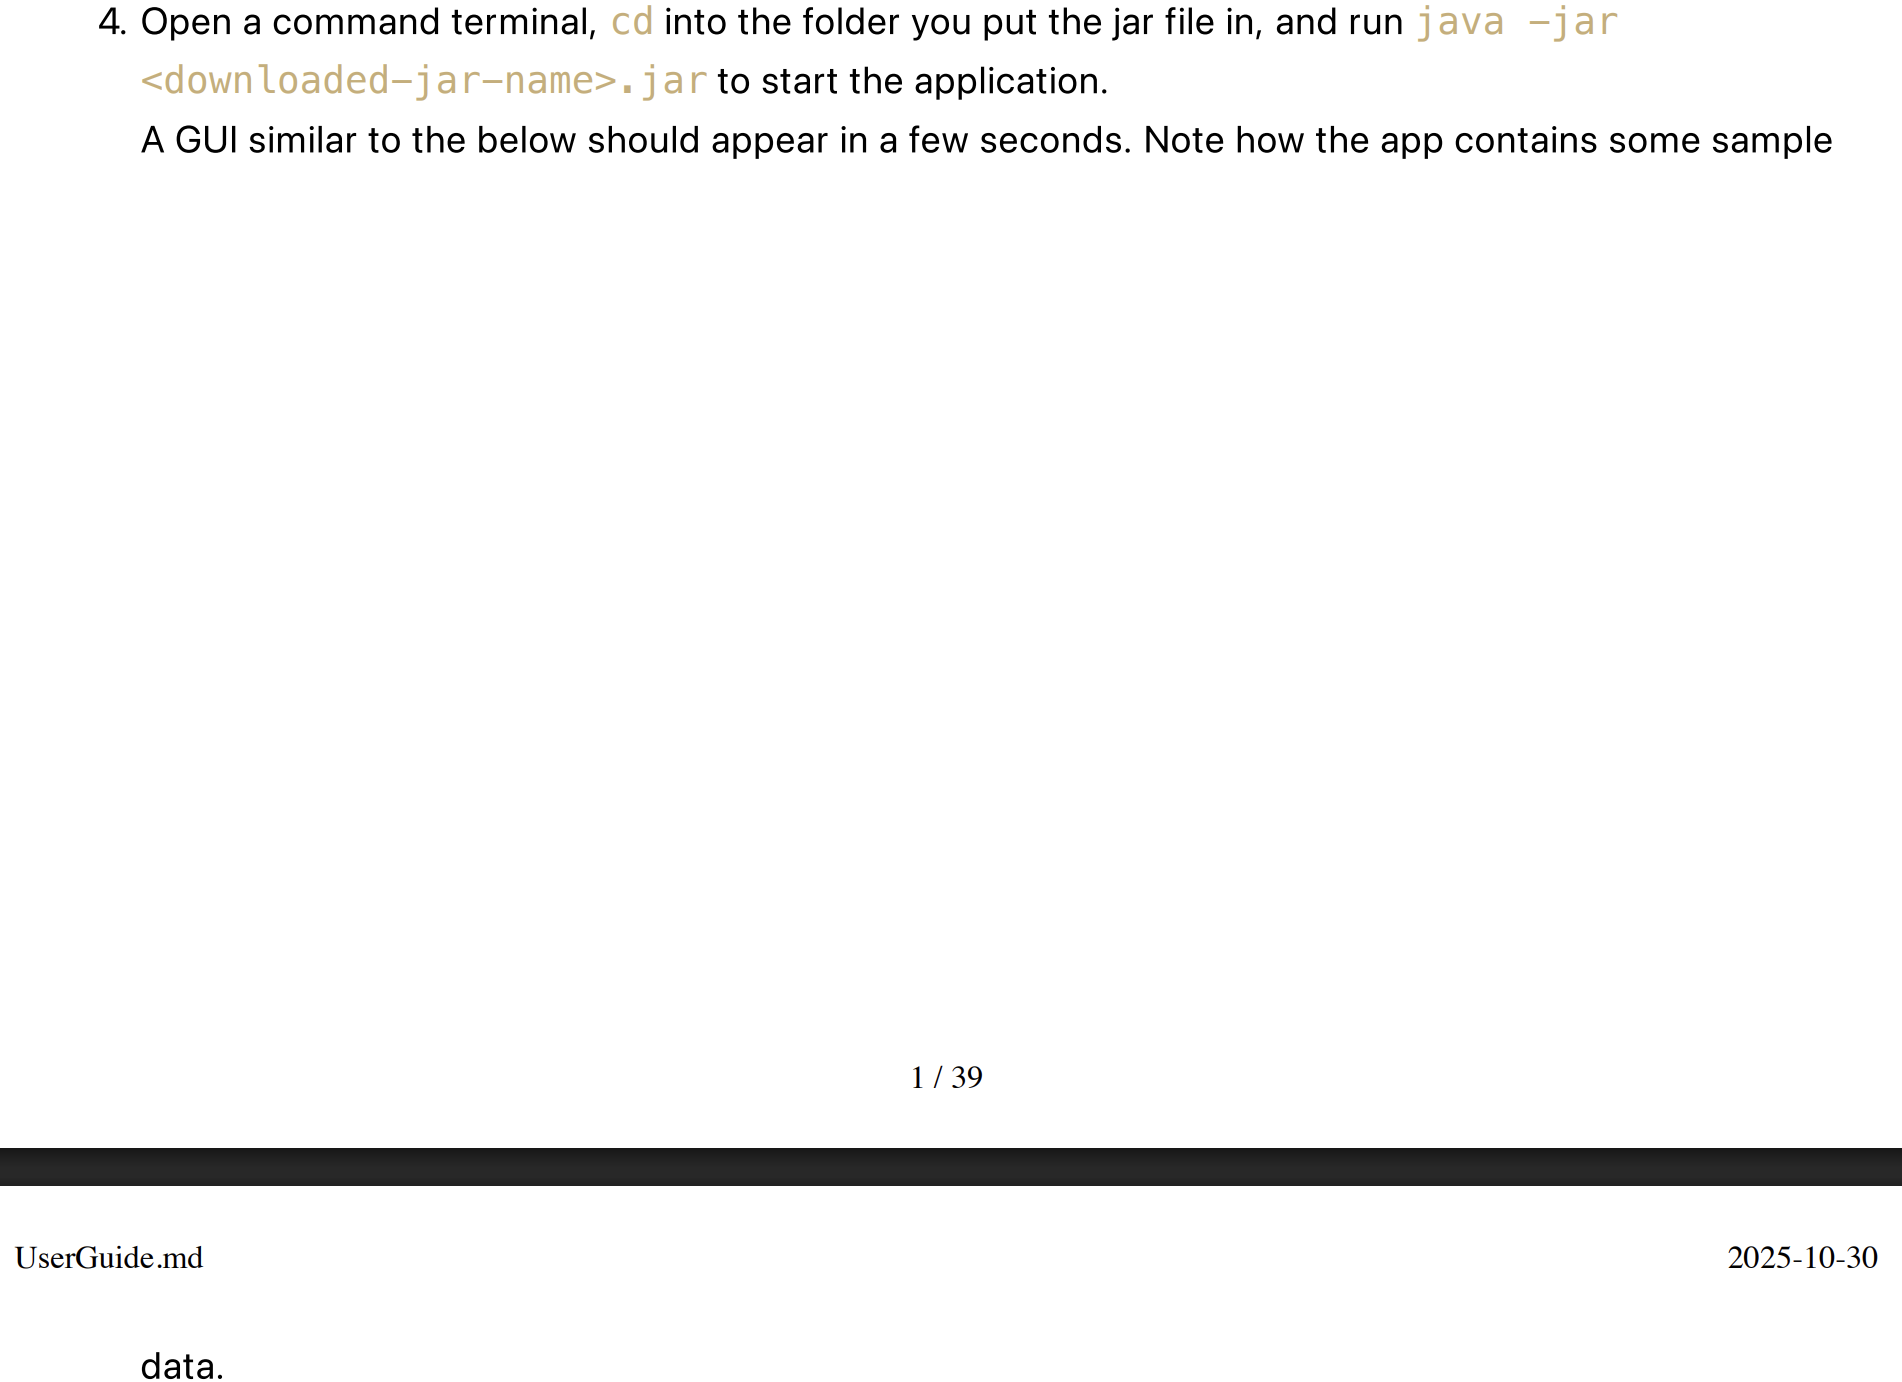 4. Open a command terminal, cd into the folder you put the jar file in, and run java -jar
<downloaded-jar-name>.jar to start the application.
A GUI similar to the below should appear in a few seconds. Note how the app contains some sample
1 / 39
UserGuide.md
2025-10-30
data.